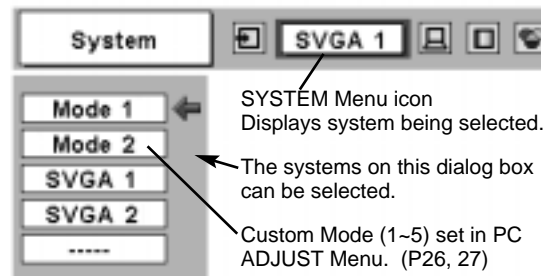 System
SVGA 1
Mode 1
Mode 2
SVGA 1
SVGA 2
-----
SYSTEM Menu icon
Displays system being selected.
The systems on this dialog box
can be selected.
Custom Mode (1~5) set in PC
ADJUST Menu. (P26, 27)